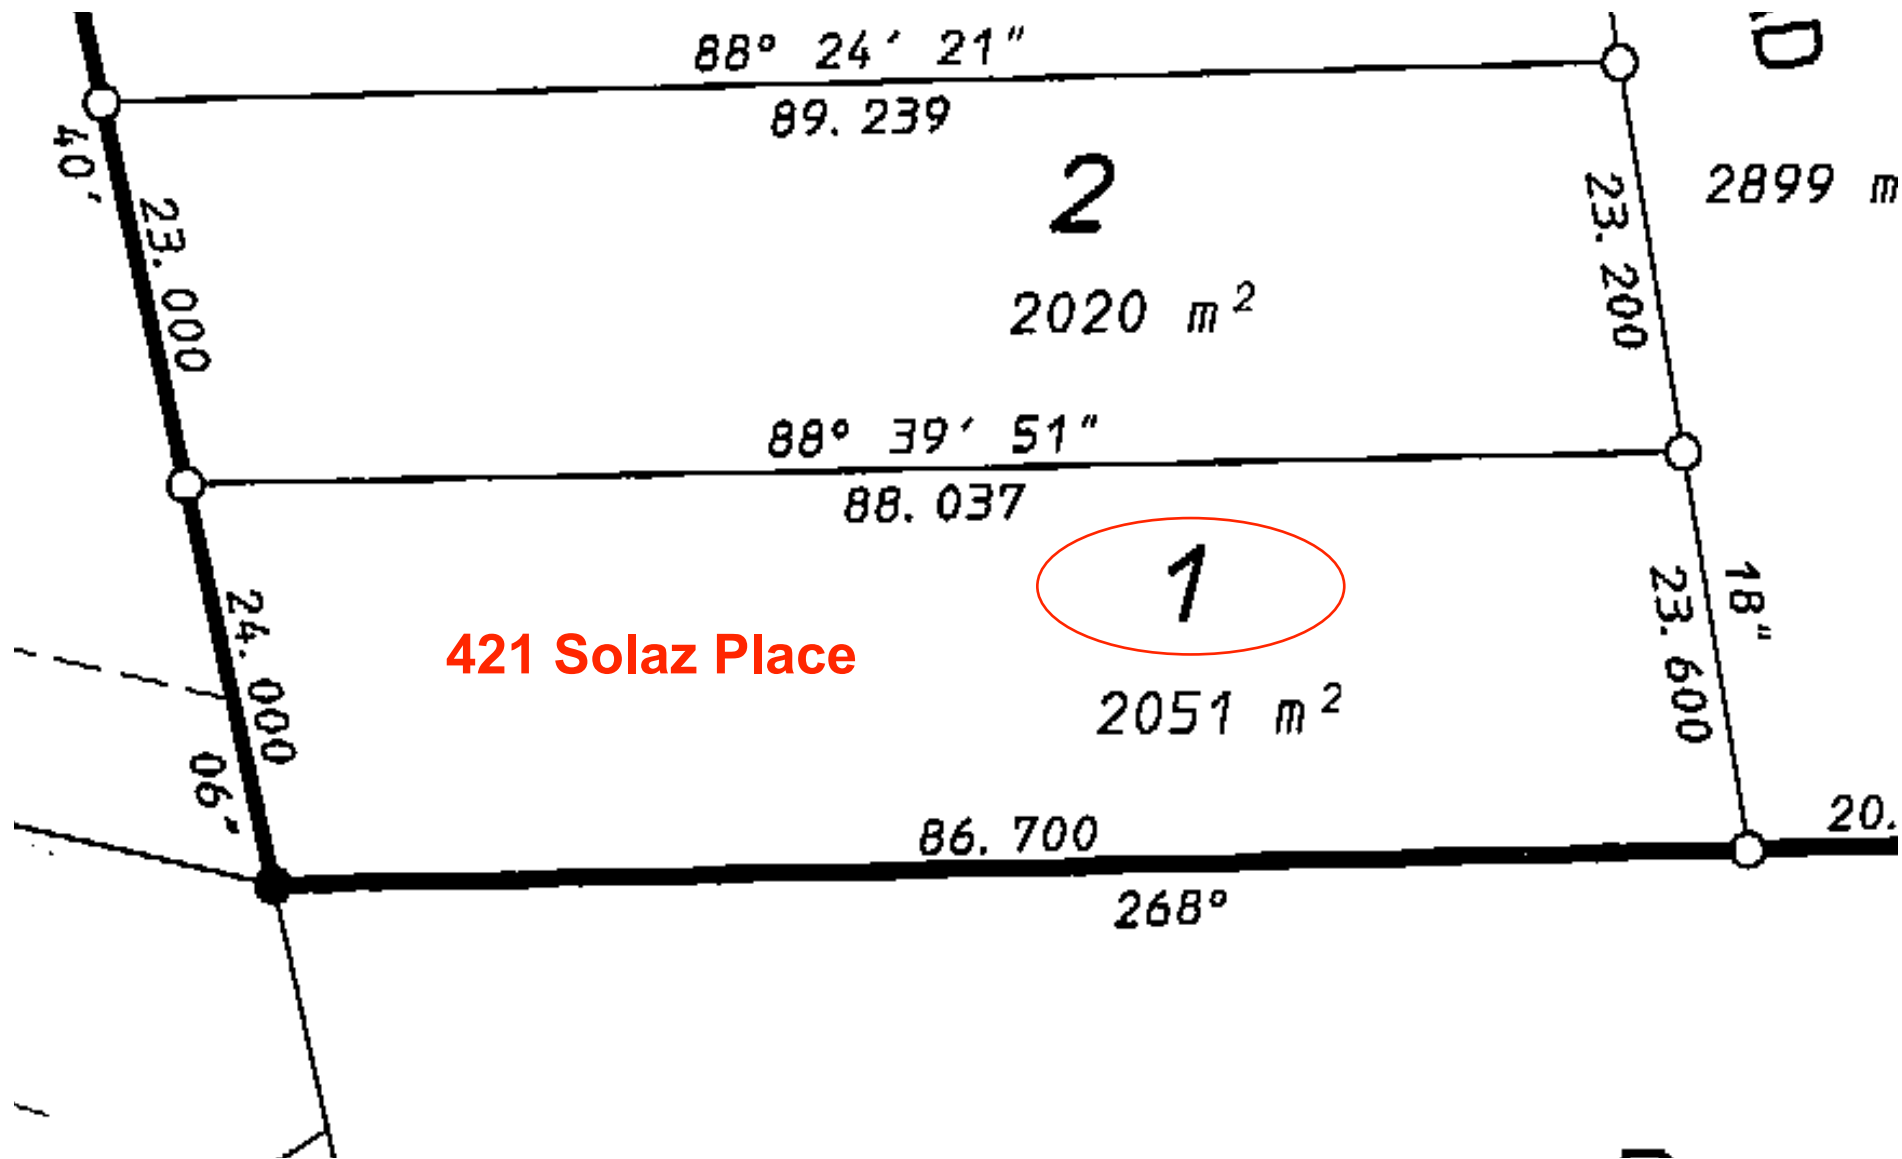 88° 24′ 21″
89.239
40′
2
23.000
23.200
2899 m
2020 m²
88° 39′ 51″
88.037
1
24.000
421 Solaz Place
23.600
18″
2051 m²
06′
86.700
20.
268°